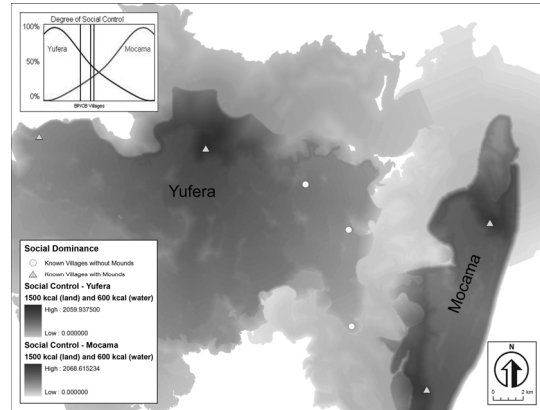 Degree of Social Control
100%
Yufera
Mocama
50%
0%
BR/CB Villages
Yufera
Mocama
Social Dominance
Known Villages without Mounds
Known Villages with Mounds
Social Control - Yufera
1500 kcal (land) and 600 kcal (water)
High : 2059.937500
Low : 0.000000
Social Control - Mocama
1500 kcal (land) and 600 kcal (water)
High : 2068.615234
Low : 0.000000
N
0 2 km